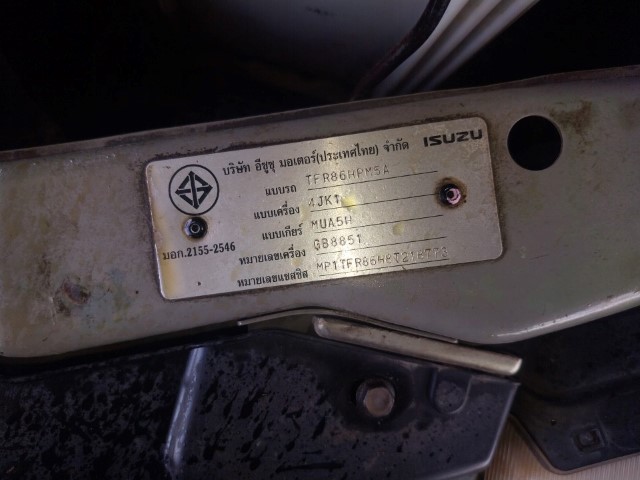 บริษัท อีซูซุ มอเตอร์(ประเทศไทย) จำกัด ISUZU
แบบรถ TFR86HPM5A
แบบเครื่อง 4JK1
แบบเกียร์ MUA5H
มอก.2155-2546
หมายเลขเครื่อง GB8851
หมายเลขแชสซิส